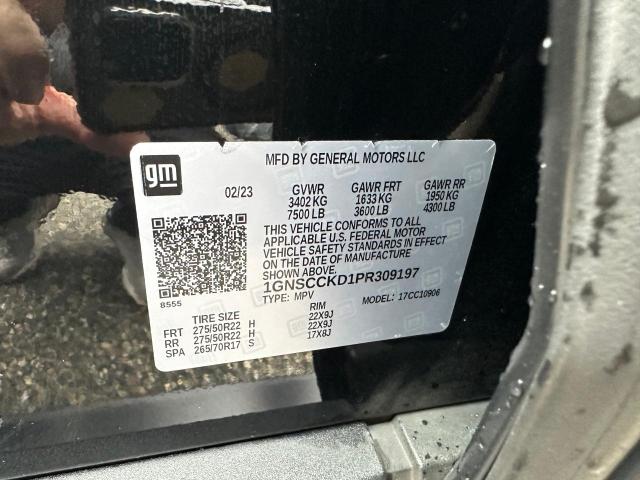 gm
MFD BY GENERAL MOTORS LLC
02/23 GVWR GAWR FRT GAWR RR
3402 KG 1633 KG 1950 KG
7500 LB 3600 LB 4300 LB
THIS VEHICLE CONFORMS TO ALL
APPLICABLE U.S. FEDERAL MOTOR
VEHICLE SAFETY STANDARDS IN EFFECT
ON THE DATE OF MANUFACTURE
SHOWN ABOVE.
1GNSCCKD1PR309197
8555 TYPE: MPV MODEL: 17CC10906
TIRE SIZE RIM
FRT 275/50R22 H 22X9J
RR 275/50R22 H 22X9J
SPA 265/70R17 S 17X8J